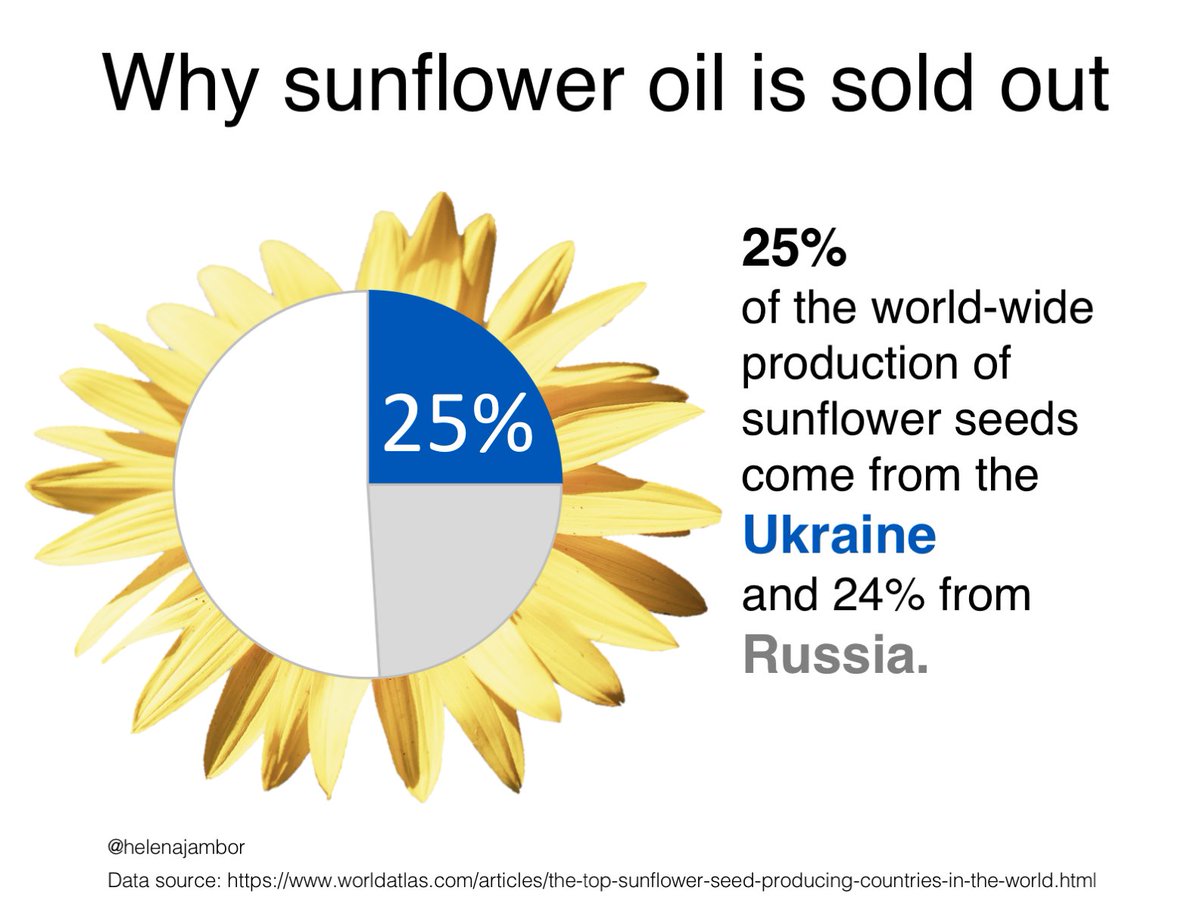 Why sunflower oil is sold out
25%
25%
of the world-wide
production of
sunflower seeds
come from the
Ukraine
and 24% from
Russia.
@helenajambor
Data source: https://www.worldatlas.com/articles/the-top-sunflower-seed-producing-countries-in-the-world.html